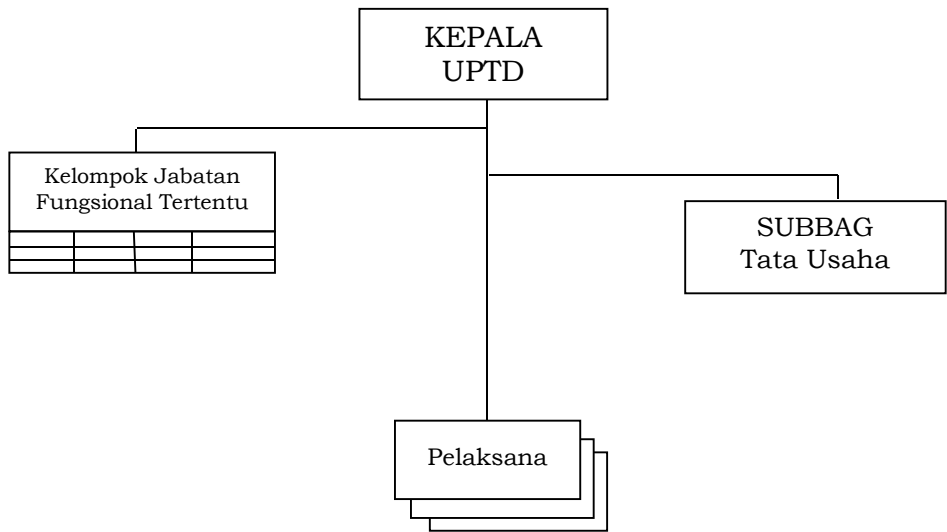 KEPALA
UPTD
Kelompok Jabatan
Fungsional Tertentu
SUBBAG
Tata Usaha
Pelaksana